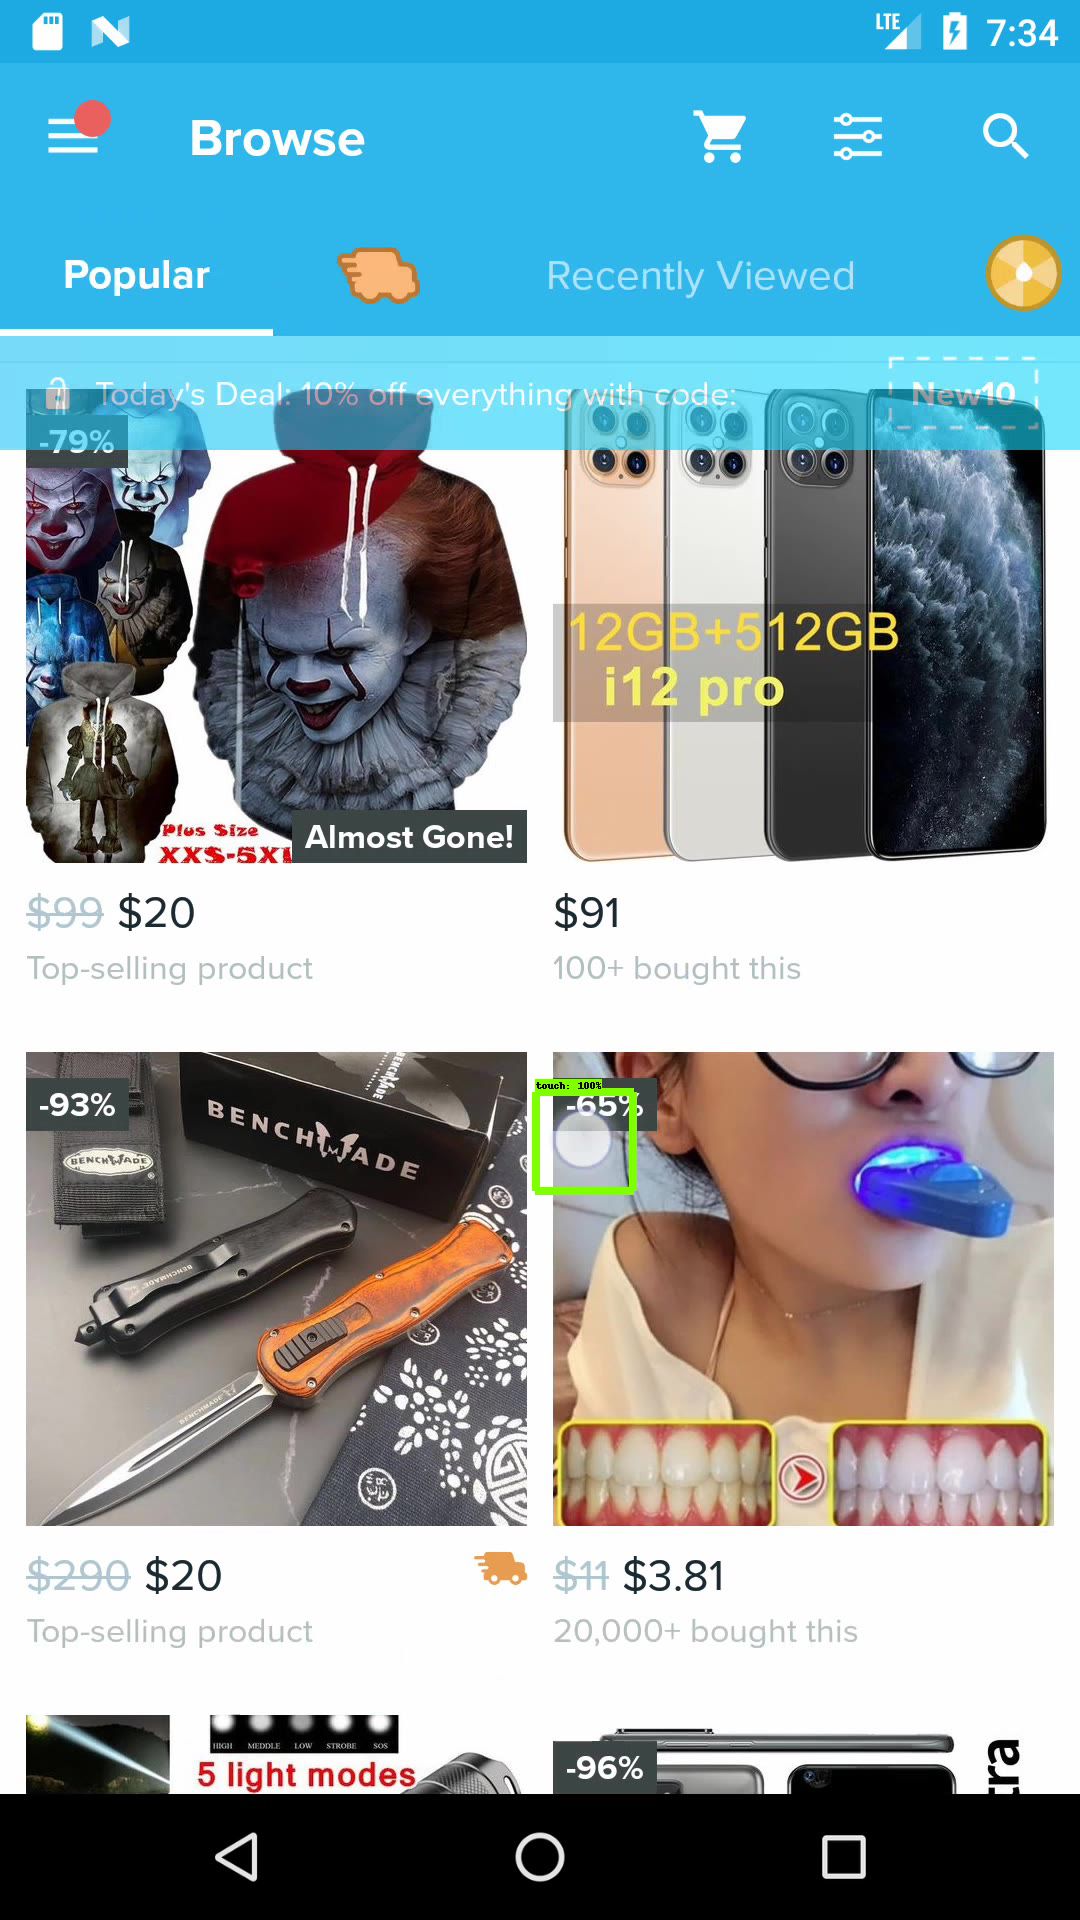 LTE 7:34
Browse
Popular
Recently Viewed
Today's Deal: 10% off everything with code: New10
-79%
12GB+512GB
i12 pro
Plus Size
XXS-5XL
Almost Gone!
$99 $20
$91
Top-selling product
100+ bought this
-93%
BENCHMADE
BENCHMADE
BENCHMADE
BENCHMADE
BENCHMADE
touch: 100%
-65%
$290 $20
$11 $3.81
Top-selling product
20,000+ bought this
HIGH MEDDLE LOW STROBE SOS
5 light modes
-96%